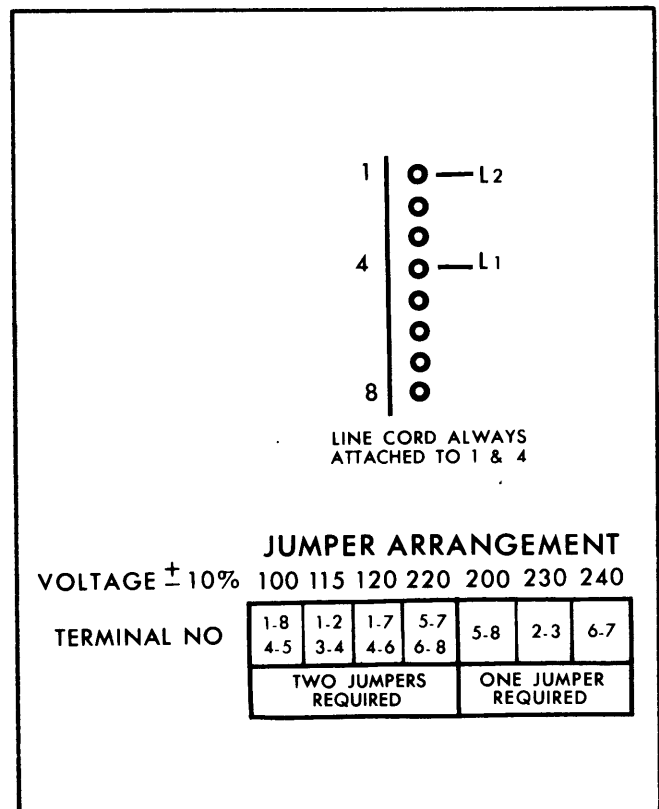 1 L2
4 L1
8
LINE CORD ALWAYS
ATTACHED TO 1 & 4
JUMPER ARRANGEMENT
VOLTAGE ± 10% 100 115 120 220 200 230 240
TERMINAL NO 1-8 1-2 1-7 5-7 5-8 2-3 6-7
4-5 3-4 4-6 6-8
TWO JUMPERS ONE JUMPER
REQUIRED REQUIRED